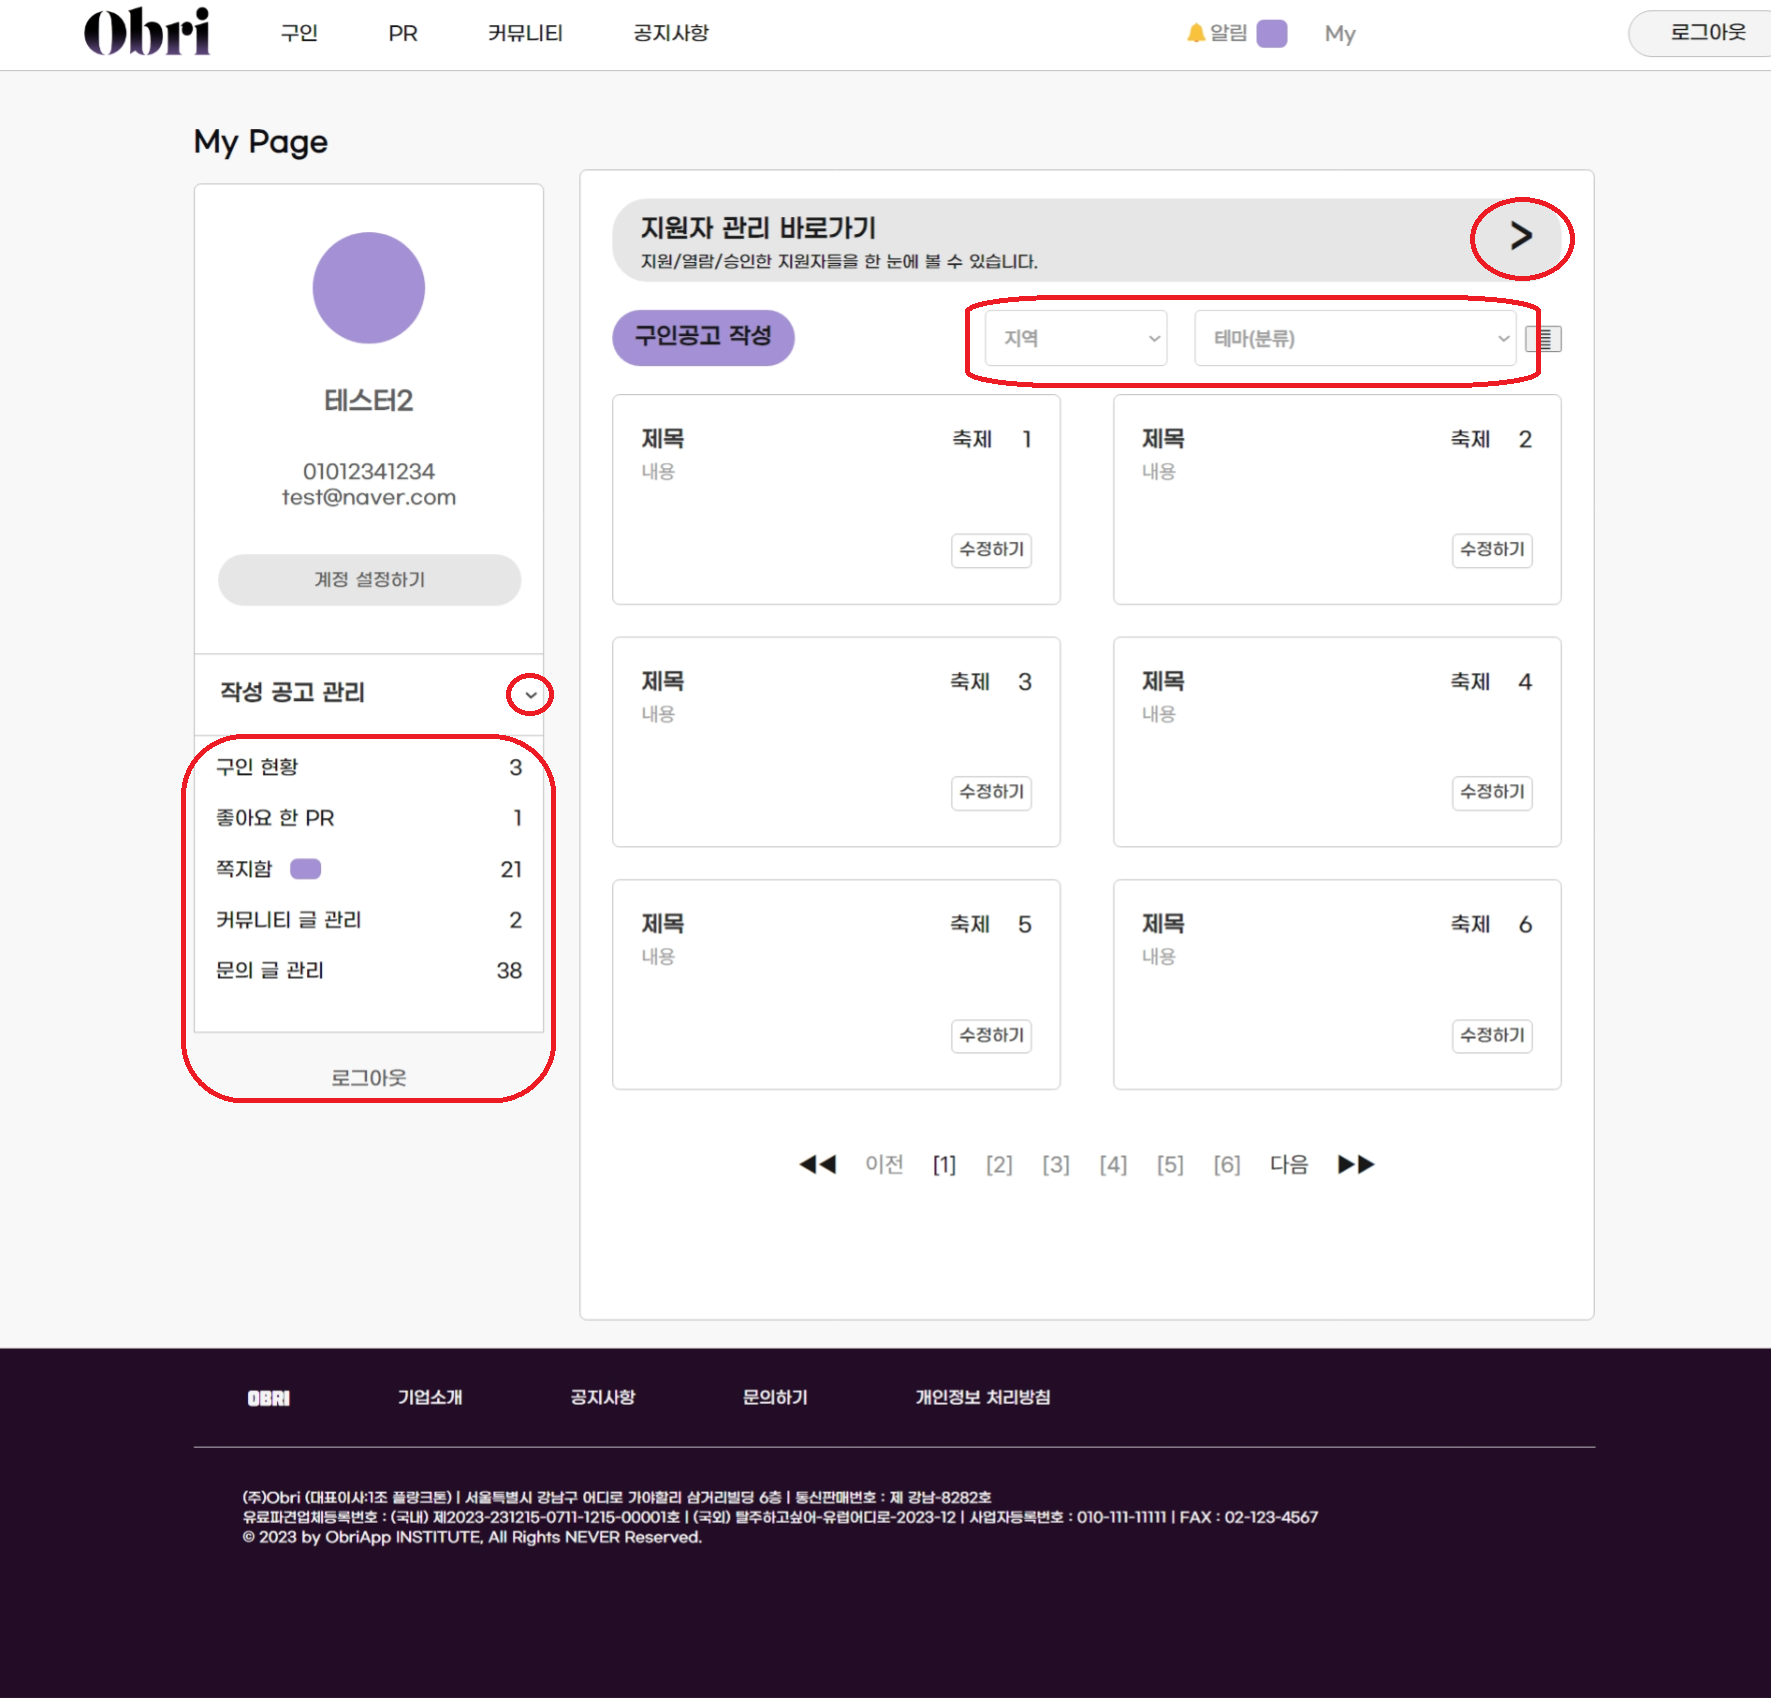 Obri
구인 PR 커뮤니티 공지사항 알림 My 로그아웃
My Page
테스터2
01012341234
test@naver.com
계정 설정하기
작성 공고 관리
구인 현황 3
좋아요 한 PR 1
쪽지함 21
커뮤니티 글 관리 2
문의 글 관리 38
로그아웃
지원자 관리 바로가기 >
지원/열람/승인한 지원자들을 한 눈에 볼 수 있습니다.
구인공고 작성 지역 테마(분류)
제목 축제 1
내용
수정하기
제목 축제 2
내용
수정하기
제목 축제 3
내용
수정하기
제목 축제 4
내용
수정하기
제목 축제 5
내용
수정하기
제목 축제 6
내용
수정하기
◀◀ 이전 [1] [2] [3] [4] [5] [6] 다음 ▶▶
OBRI 기업소개 공지사항 문의하기 개인정보 처리방침
(주)Obri (대표이사:1조 플랑크톤) | 서울특별시 강남구 어디로 가야할리 삼거리빌딩 6층 | 통신판매번호 : 제 강남-8282호
유료파견업체등록번호 : (국내) 제2023-231215-0711-1215-00001호 | (국외) 탈주하고싶어-유럽어디로-2023-12 | 사업자등록번호 : 010-111-11111 | FAX : 02-123-4567
© 2023 by ObriApp INSTITUTE, All Rights NEVER Reserved.